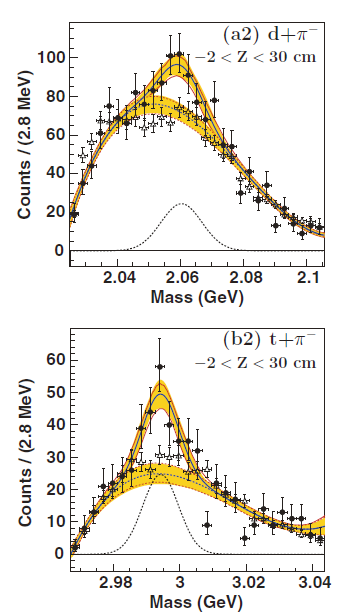 (a2) d+π⁻
−2 < Z < 30 cm
100
80
60
40
20
0
Counts / (2.8 MeV)
2.04 2.06 2.08 2.1
Mass (GeV)
(b2) t+π⁻
−2 < Z < 30 cm
60
50
40
30
20
10
0
Counts / (2.8 MeV)
2.98 3 3.02 3.04
Mass (GeV)